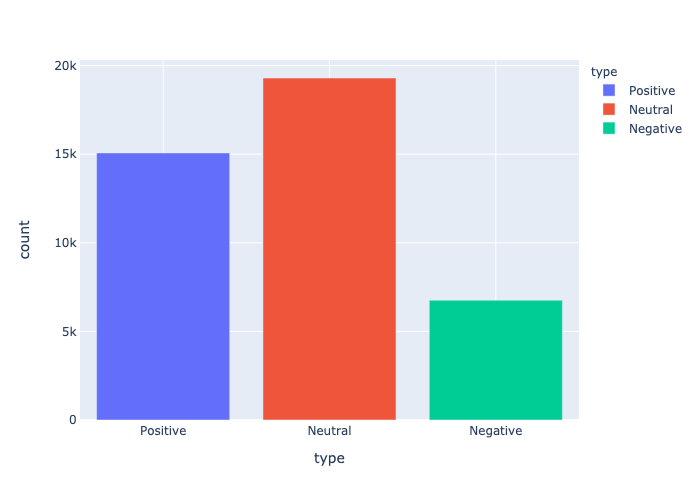 20k
15k
10k
5k
0
count
Positive
Neutral
Negative
type
type
Positive
Neutral
Negative